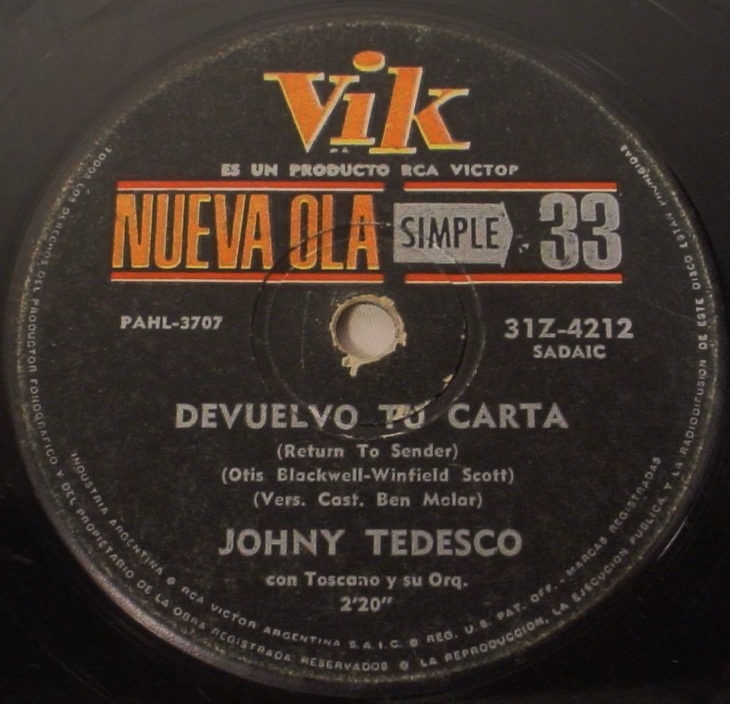 Vik
ES UN PRODUCTO RCA VICTOR
NUEVA OLA SIMPLE 33
PAHL-3707
31Z-4212
SADAIC
DEVUELVO TU CARTA
(Return To Sender)
(Otis Blackwell-Winfield Scott)
(Vers. Cast. Ben Molar)
JOHNY TEDESCO
con Toscano y su Orq.
2'20"
INDUSTRIA ARGENTINA ® RCA VICTOR ARGENTINA S.A.I.C. ® REG. U.S. PAT. OFF. - MARCAS REGISTRADAS
TODOS LOS DERECHOS DEL PRODUCTOR FONOGRAFICO Y DEL PROPIETARIO DE LA OBRA REGISTRADA RESERVADOS ® LA REPRODUCCION, LA EJECUCION PUBLICA Y LA RADIODIFUSION DE ESTE DISCO ESTAN PROHIBIDAS